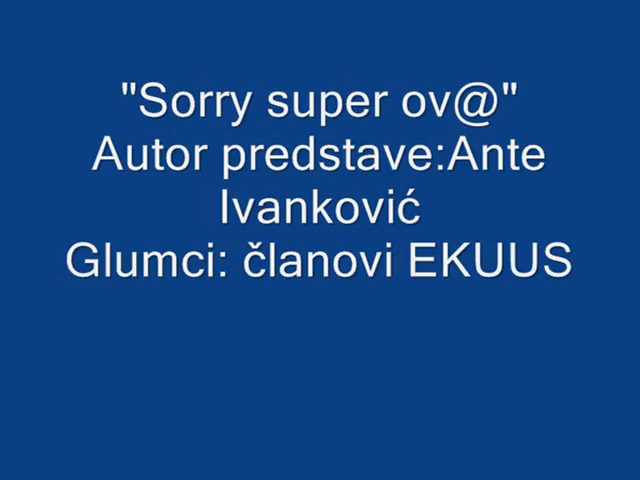 "Sorry super ov@"
Autor predstave:Ante
Ivanković
Glumci: članovi EKUUS